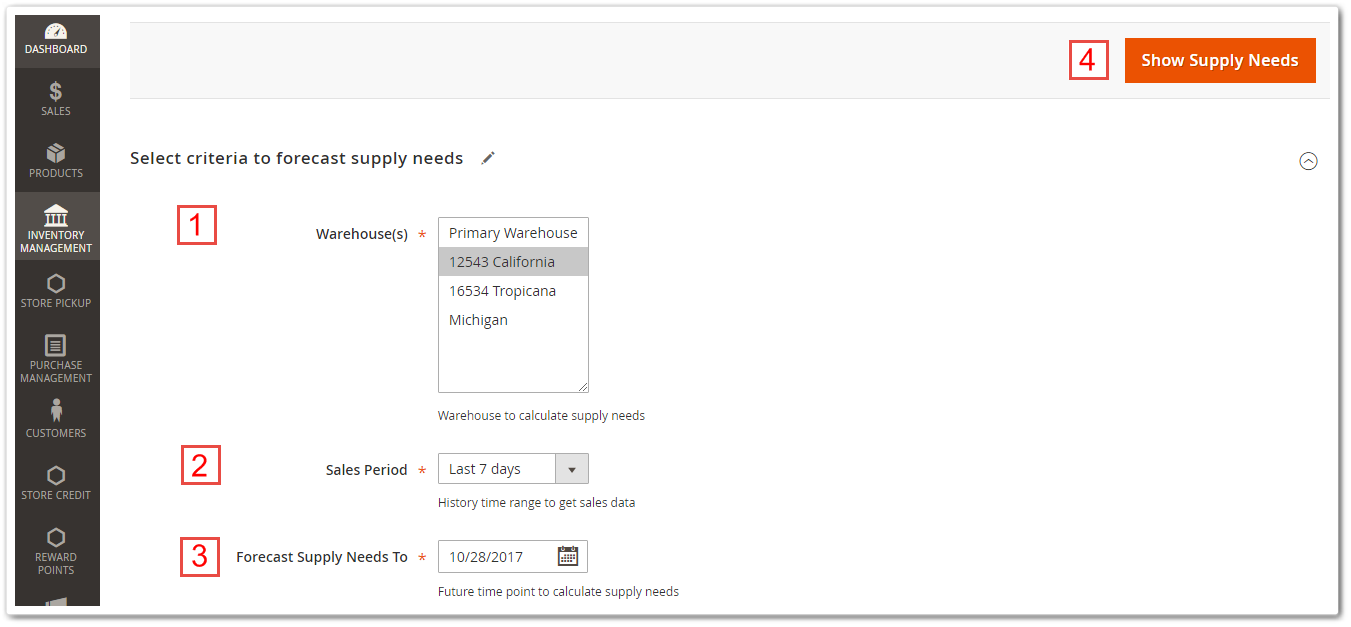 DASHBOARD
$
SALES
PRODUCTS
INVENTORY
MANAGEMENT
STORE PICKUP
PURCHASE
MANAGEMENT
CUSTOMERS
STORE CREDIT
REWARD
POINTS
4
Show Supply Needs
Select criteria to forecast supply needs
1
Warehouse(s) *
Primary Warehouse
12543 California
16534 Tropicana
Michigan
Warehouse to calculate supply needs
2
Sales Period *
Last 7 days
History time range to get sales data
3
Forecast Supply Needs To *
10/28/2017
Future time point to calculate supply needs